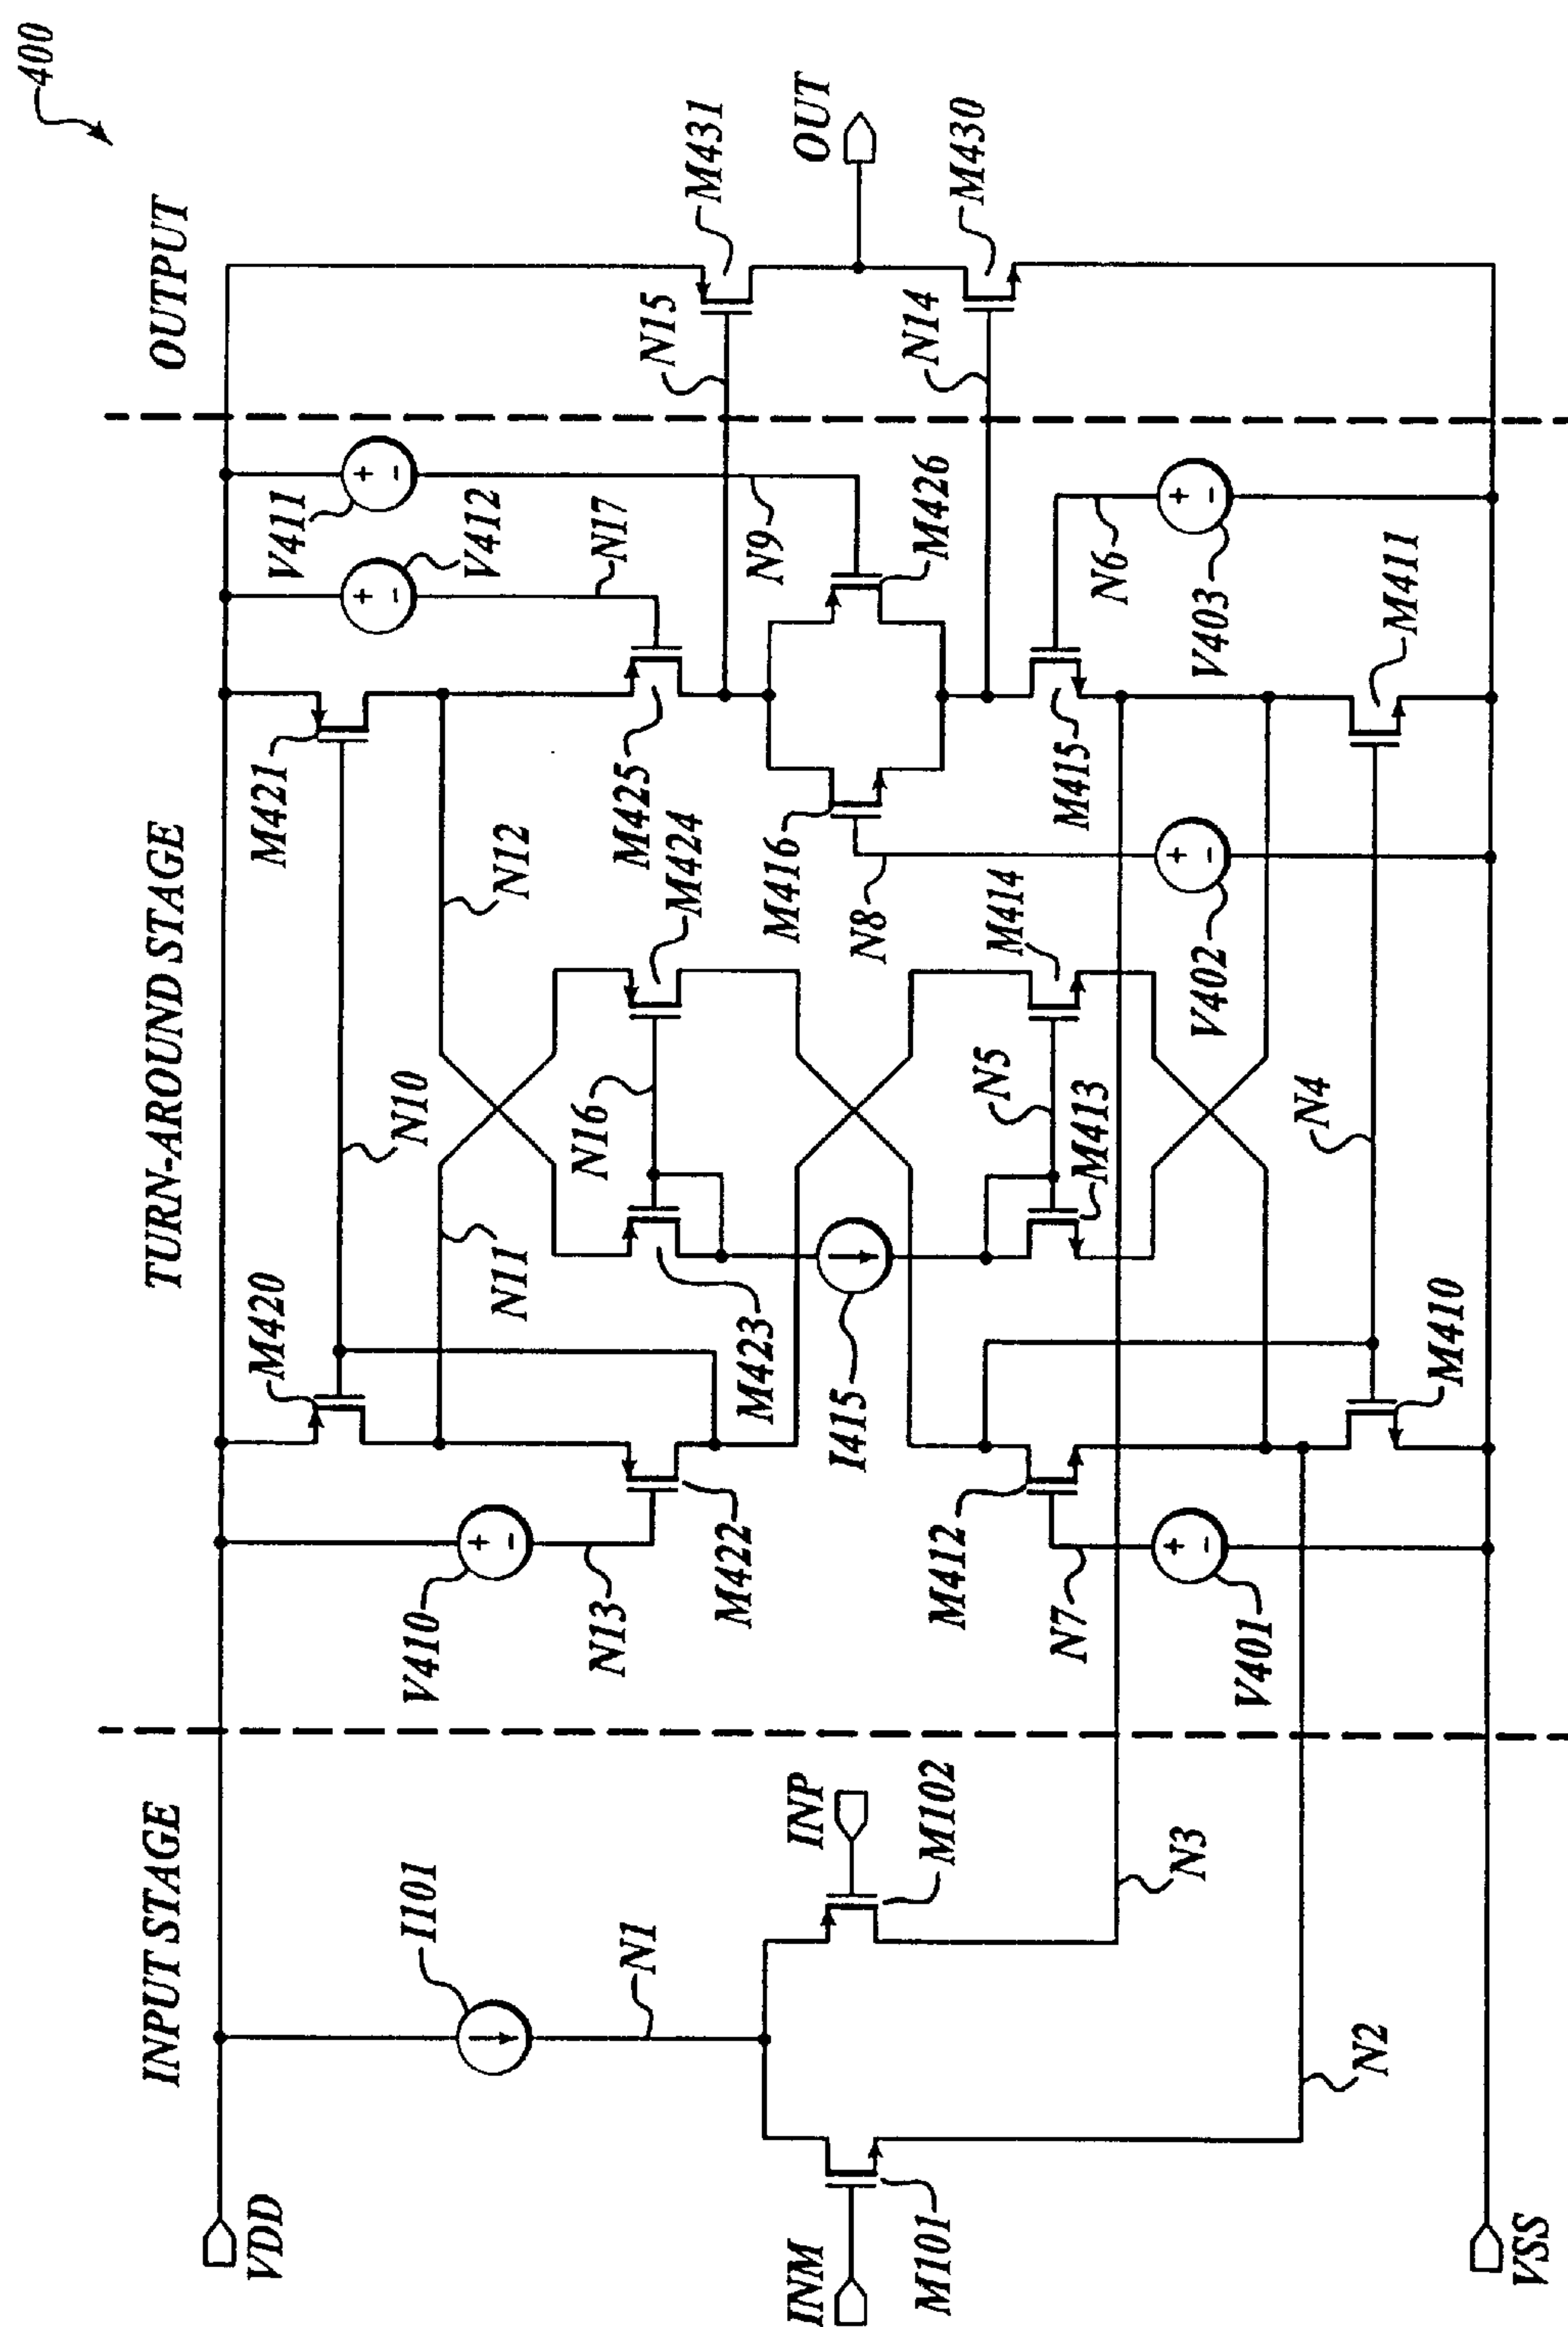 400
INPUT STAGE
TURN-AROUND STAGE
OUTPUT
VDD
I101
N1
INM
M101
INP
M102
N3
N2
VSS
V410
N13
M420
M422
N10
N11
N12
M421
M423
N16
M424
M425
V411
V412
N17
N9
M426
N15
M431
OUT
M430
N14
I415
M416
N8
M412
N7
V401
M410
M413
N5
M414
M415
N4
V402
N6
V403
M411